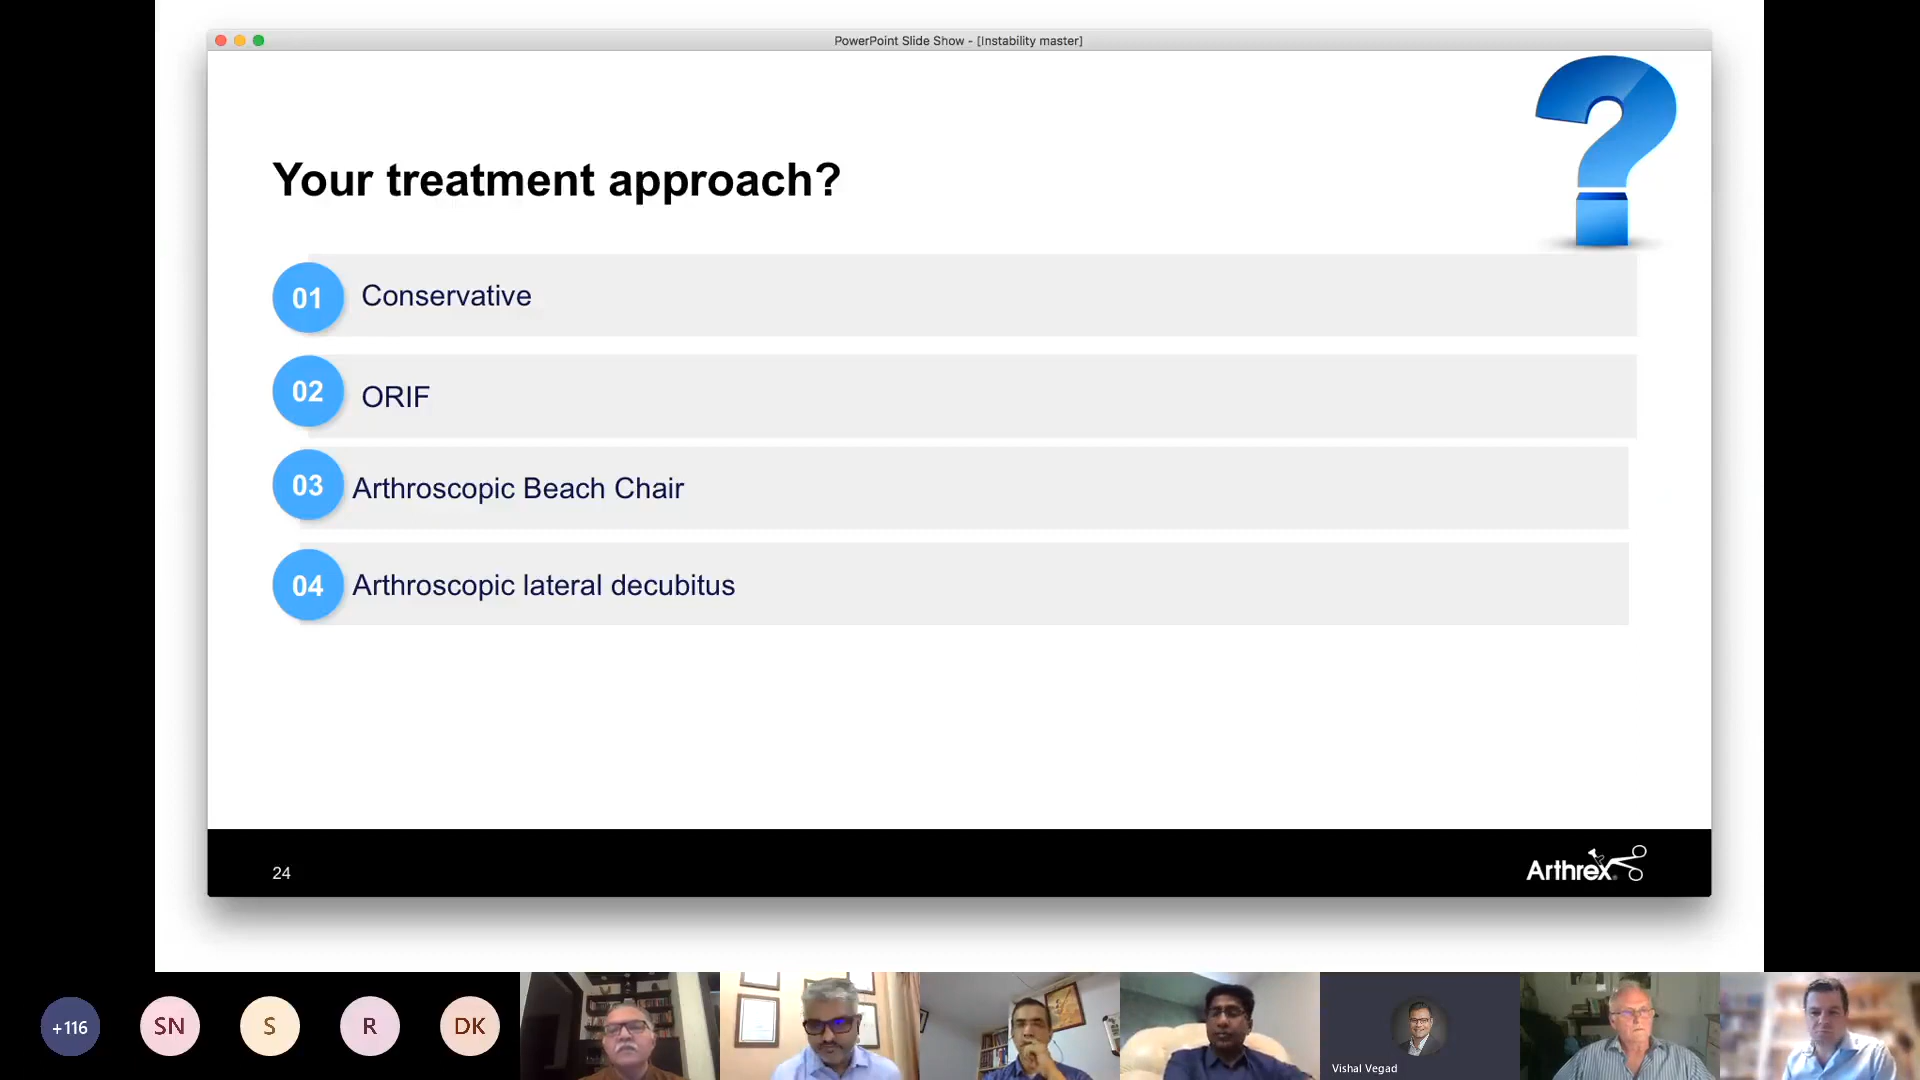 PowerPoint Slide Show - [Instability master]
Your treatment approach?
01 Conservative
02 ORIF
03 Arthroscopic Beach Chair
04 Arthroscopic lateral decubitus
24
Arthrex
+116 SN S R DK
Vishal Vegad